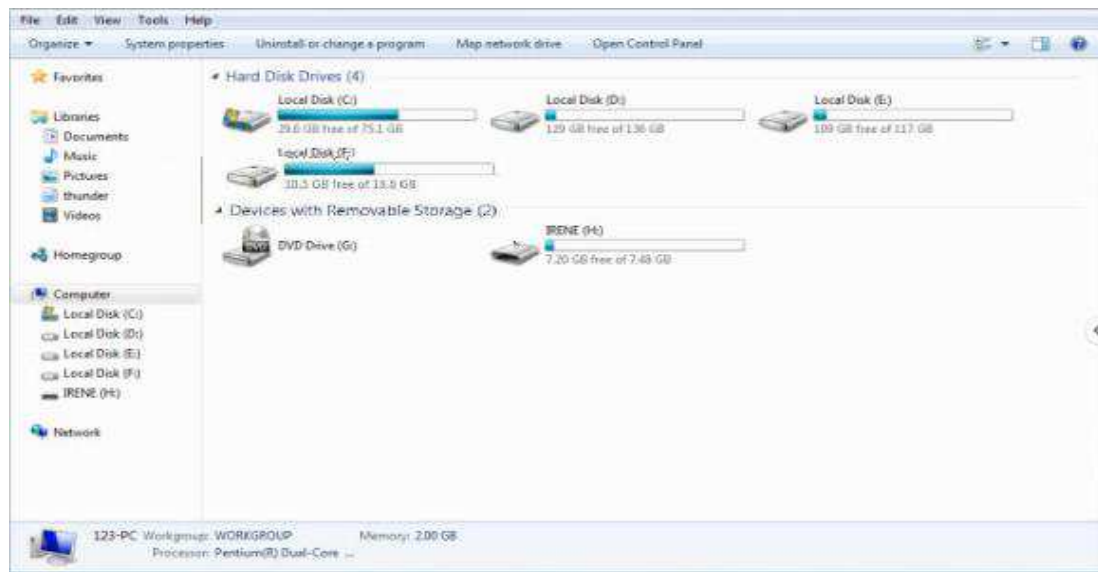 File Edit View Tools Help
Organize System properties Uninstall or change a program Map network drive Open Control Panel
Favorites
Libraries
Documents
Music
Pictures
thunder
Videos
Homegroup
Computer
Local Disk (C:)
Local Disk (D:)
Local Disk (E:)
Local Disk (F:)
IRENE (H:)
Network
Hard Disk Drives (4)
Local Disk (C:)
29.6 GB free of 75.1 GB
Local Disk (D:)
129 GB free of 136 GB
Local Disk (E:)
109 GB free of 117 GB
Local Disk (F:)
GB free of GB
Devices with Removable Storage (2)
DVD
DVD Drive (G:)
IRENE (H:)
7.20 GB free of 7.48 GB
123-PC Workgroup: WORKGROUP Memory: 2.00 GB
Processor: Pentium(R) Dual-Core ...